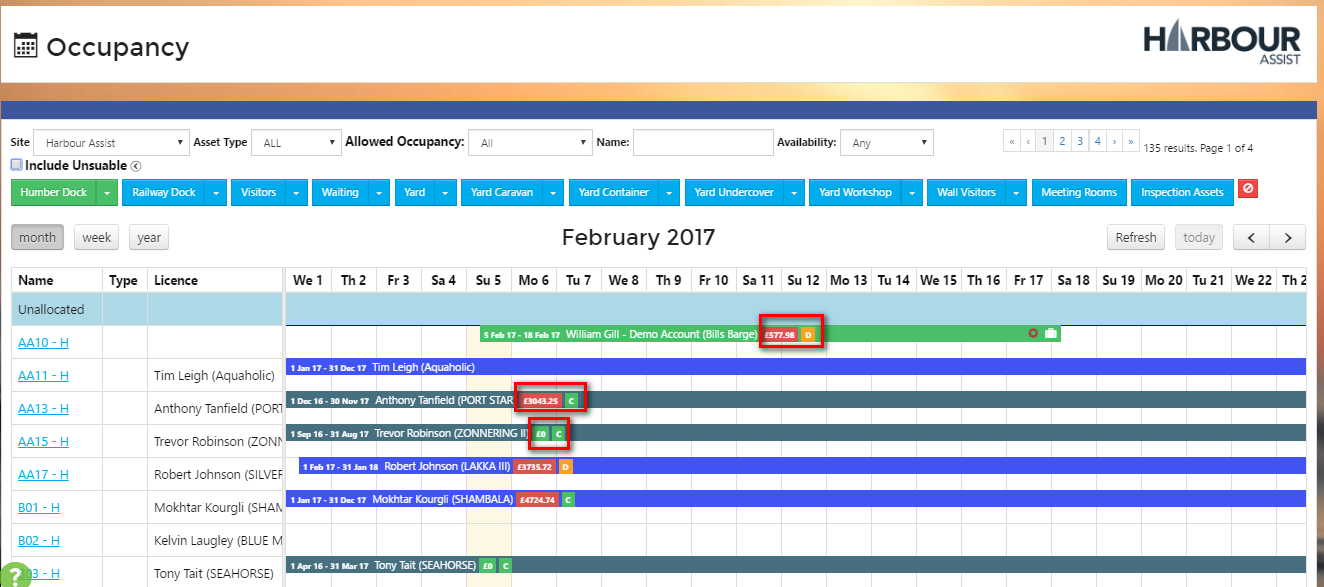 Occupancy
HARBOUR
ASSIST
Site Harbour Assist Asset Type ALL Allowed Occupancy: All Name: Availability: Any « ‹ 1 2 3 4 › » 135 results. Page 1 of 4
Include Unsuable
Humber Dock Railway Dock Visitors Waiting Yard Yard Caravan Yard Container Yard Undercover Yard Workshop Wall Visitors Meeting Rooms Inspection Assets
month week year February 2017 Refresh today
Name Type Licence We 1 Th 2 Fr 3 Sa 4 Su 5 Mo 6 Tu 7 We 8 Th 9 Fr 10 Sa 11 Su 12 Mo 13 Tu 14 We 15 Th 16 Fr 17 Sa 18 Su 19 Mo 20 Tu 21 We 22 Th 2
Unallocated
AA10 - H 5 Feb 17 - 18 Feb 17 William Gill - Demo Account (Bills Barge) £577.98 D
AA11 - H Tim Leigh (Aquaholic) 1 Jan 17 - 31 Dec 17 Tim Leigh (Aquaholic)
AA13 - H Anthony Tanfield (PORT 1 Dec 16 - 30 Nov 17 Anthony Tanfield (PORT STAR £3043.25 C
AA15 - H Trevor Robinson (ZONN 1 Sep 16 - 31 Aug 17 Trevor Robinson (ZONNERING II) £0 C
AA17 - H Robert Johnson (SILVER 1 Feb 17 - 31 Jan 18 Robert Johnson (LAKKA III) £3735.72 D
B01 - H Mokhtar Kourgli (SHAM 1 Jan 17 - 31 Dec 17 Mokhtar Kourgli (SHAMBALA) £4724.74 C
B02 - H Kelvin Laugley (BLUE M
? 03 - H Tony Tait (SEAHORSE) 1 Apr 16 - 31 Mar 17 Tony Tait (SEAHORSE) £0 C